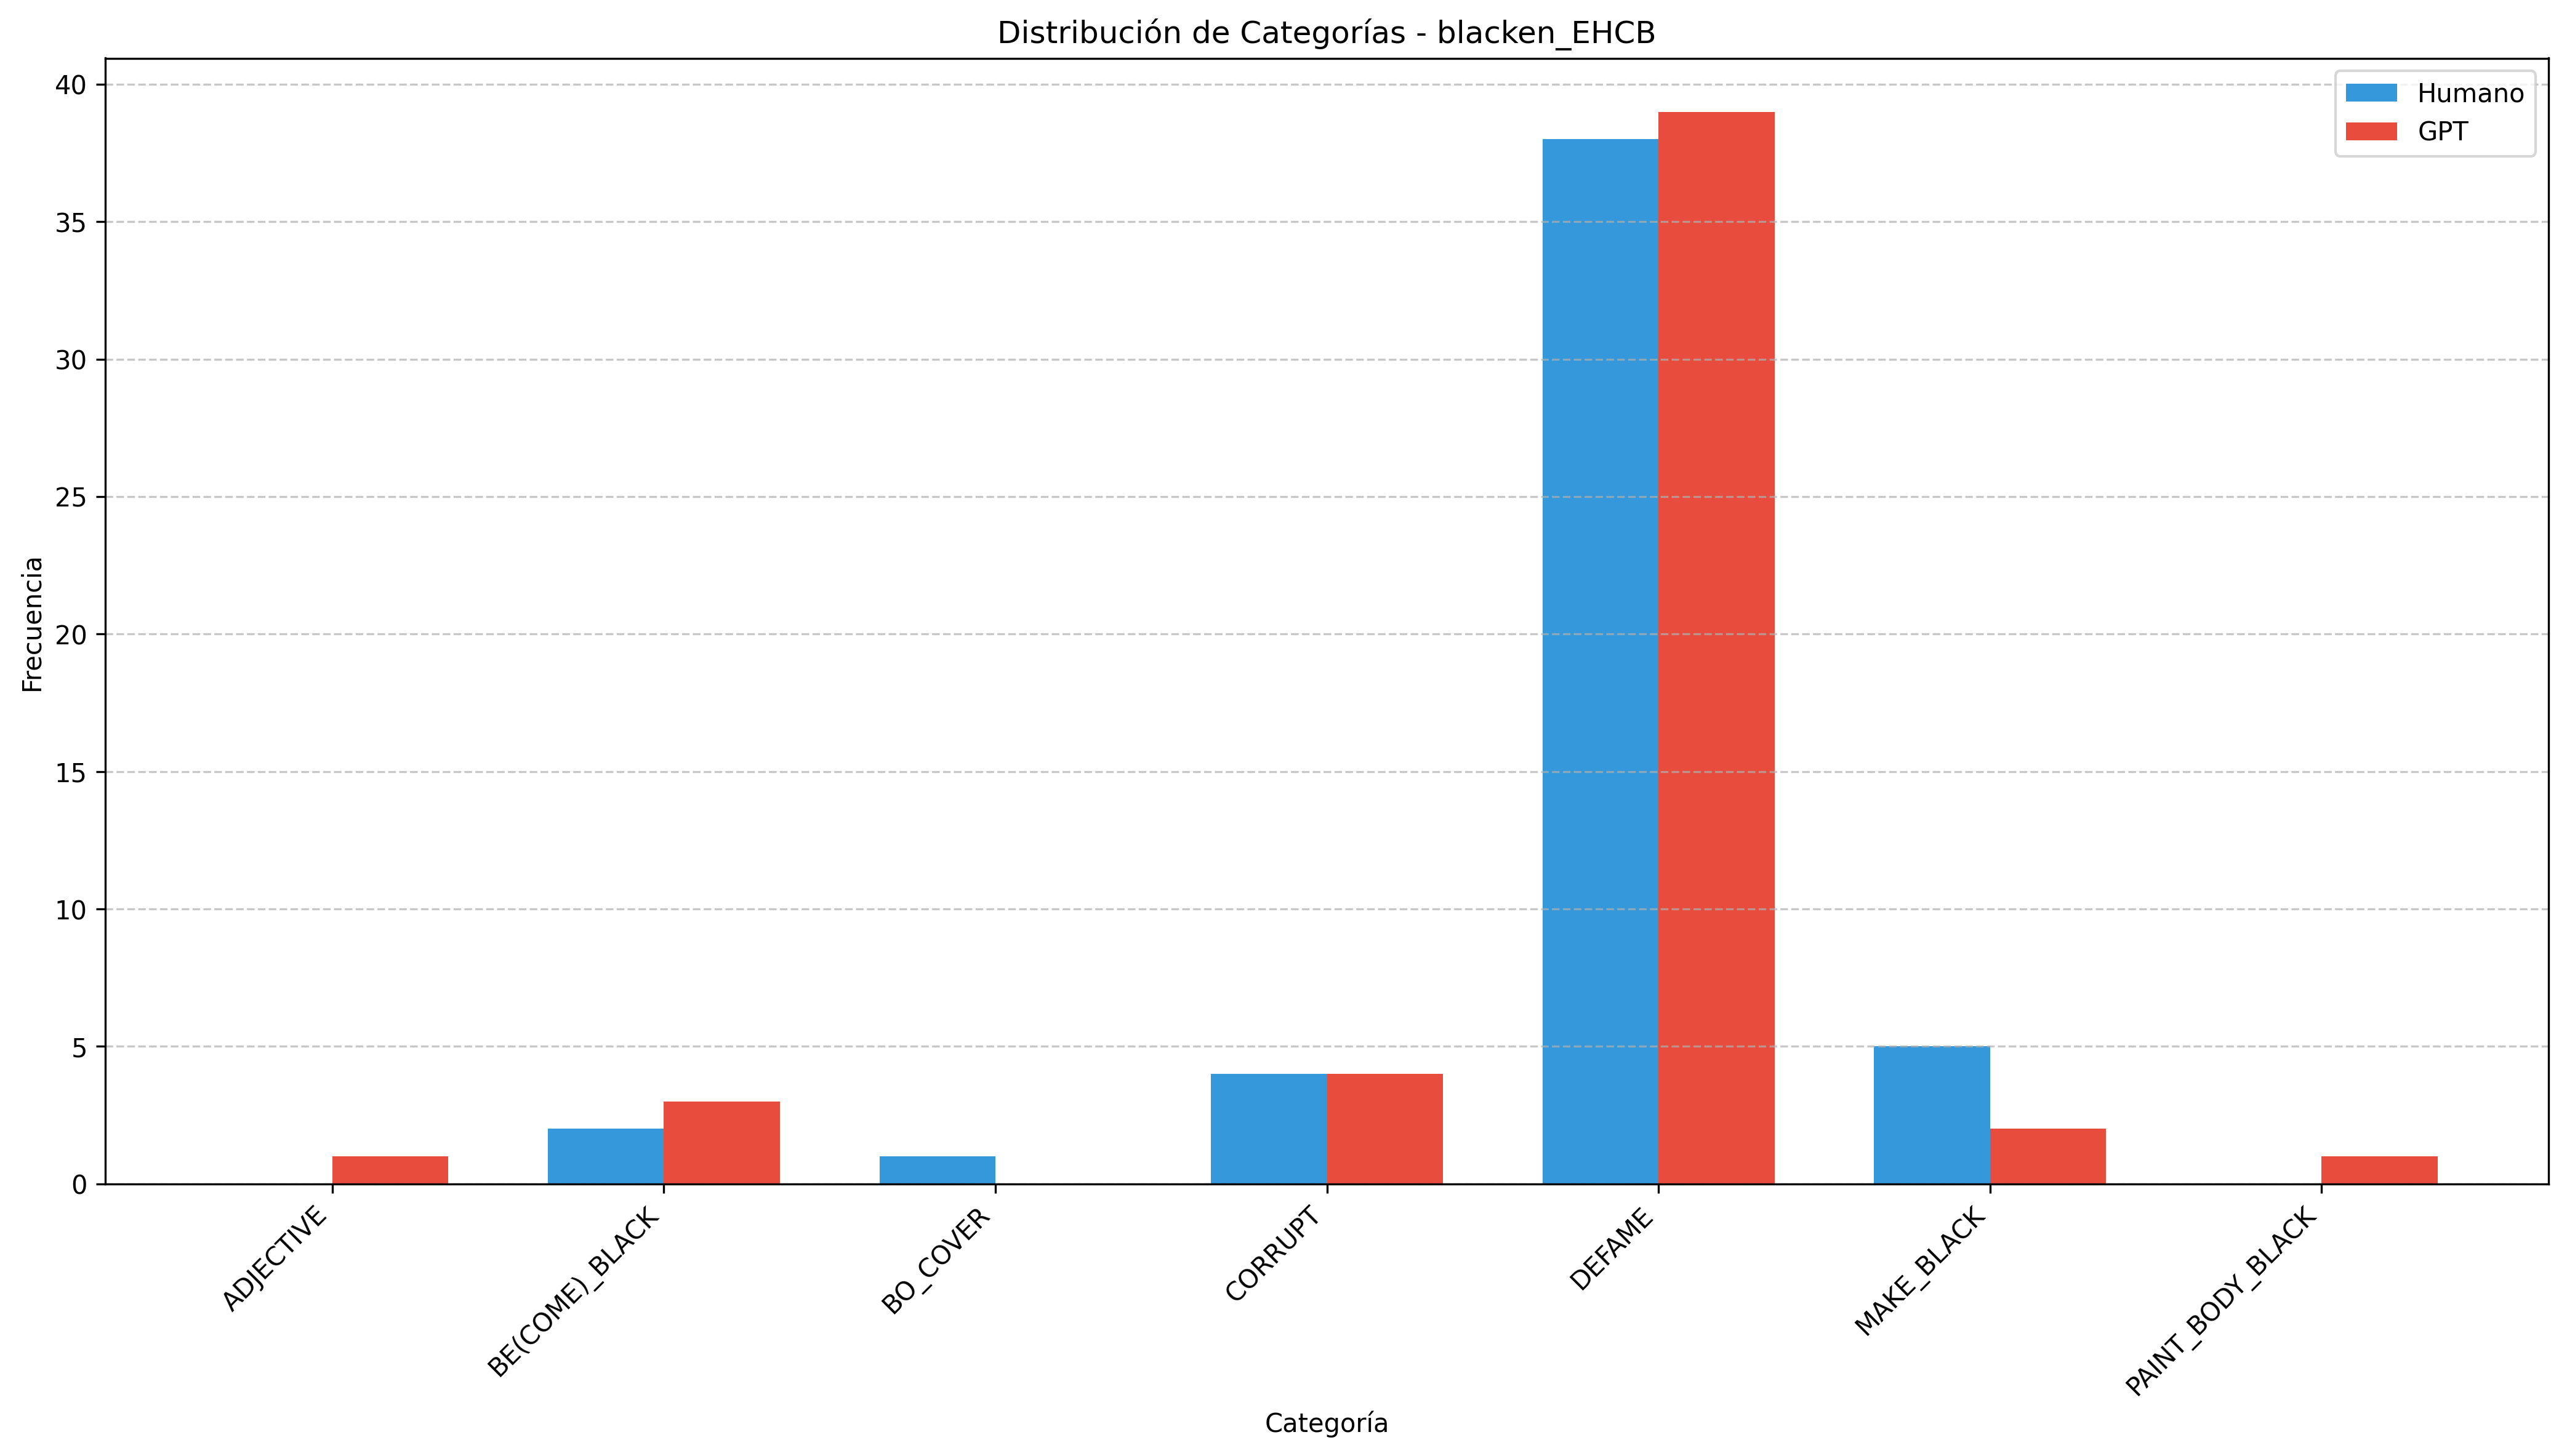 Distribución de Categorías - blacken_EHCB
Humano
GPT
Frecuencia
40
35
30
25
20
15
10
5
0
ADJECTIVE
BE(COME)_BLACK
BO_COVER
CORRUPT
DEFAME
MAKE_BLACK
PAINT_BODY_BLACK
Categoría